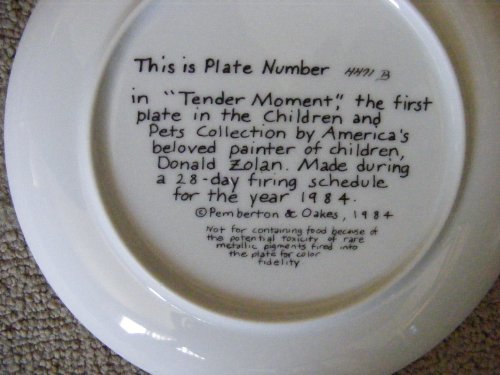 This is Plate Number 4471 B
in "Tender Moment", the first
plate in the Children and
Pets Collection by America's
beloved painter of children,
Donald Zolan. Made during
a 28-day firing schedule
for the year 1984.
© Pemberton & Oakes, 1984
Not for containing food because of
the potential toxicity of rare
metallic pigments fired into
the plate for color
fidelity